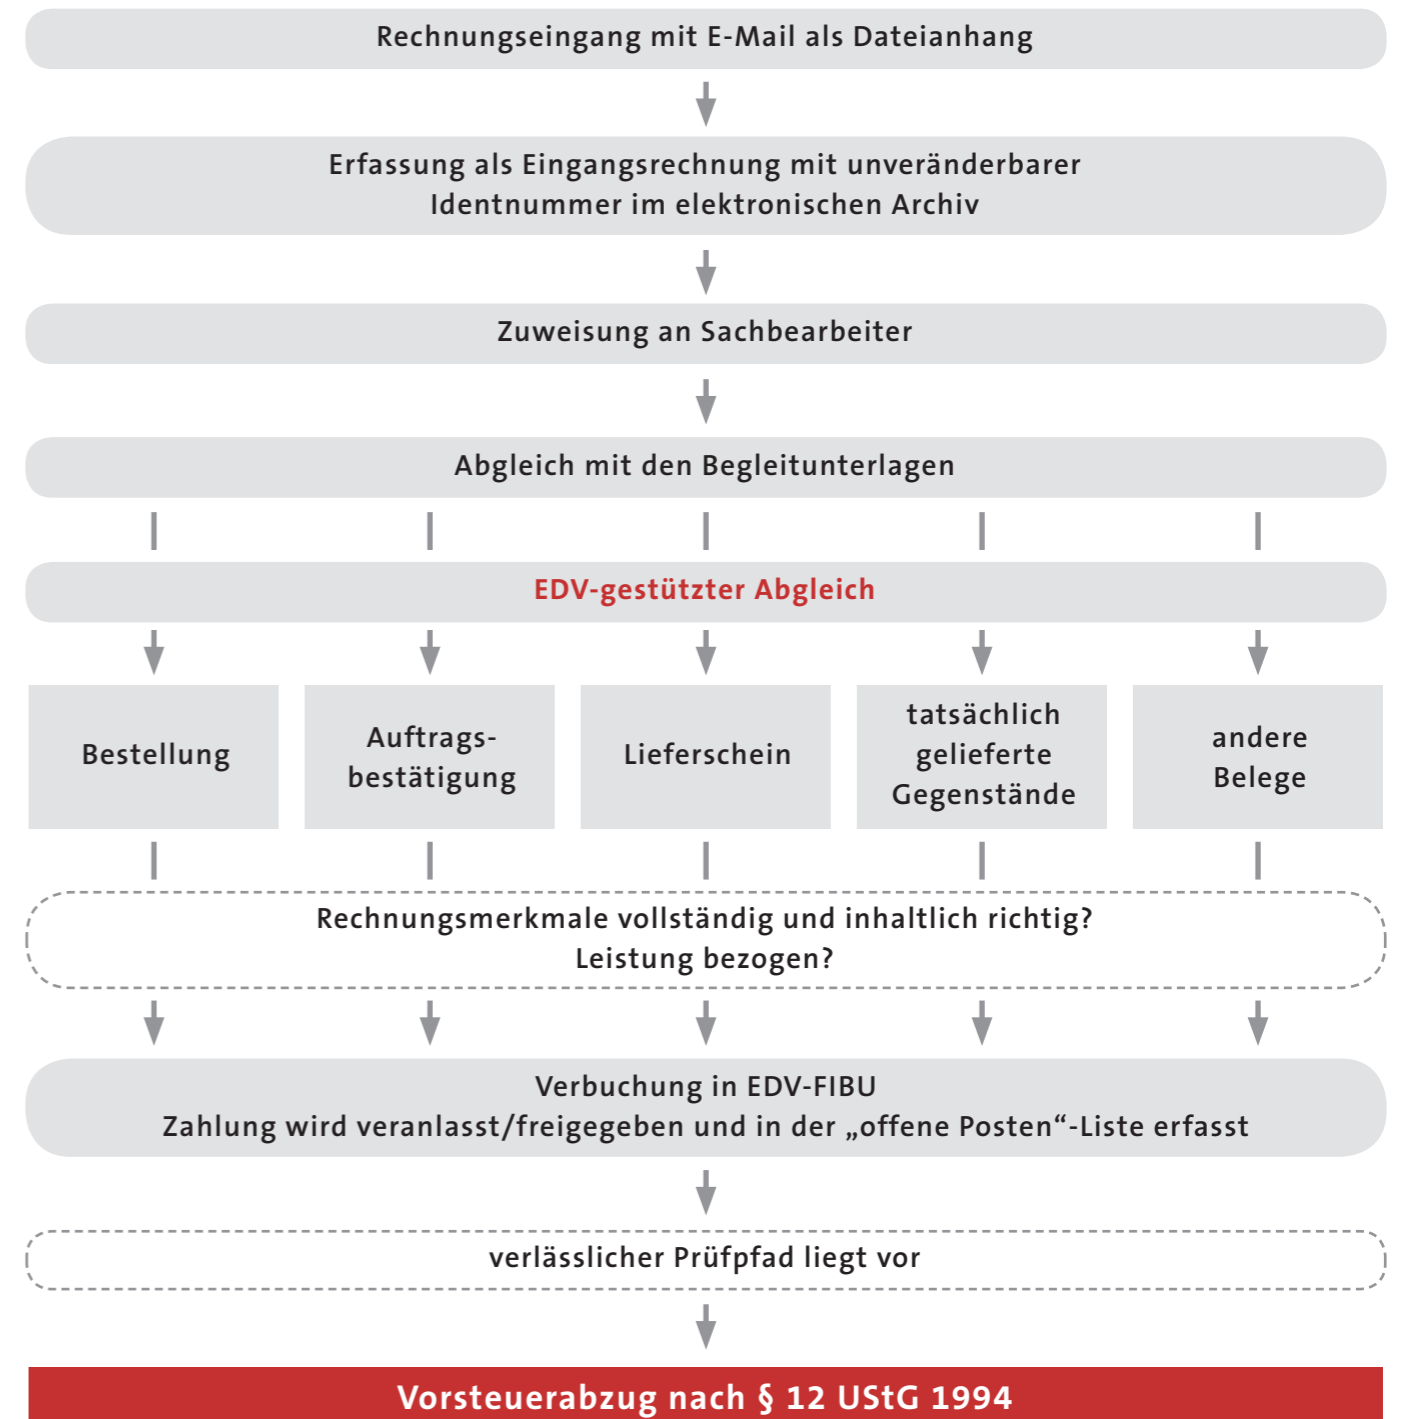 Rechnungseingang mit E-Mail als Dateianhang
Erfassung als Eingangsrechnung mit unveränderbarer
Identnummer im elektronischen Archiv
Zuweisung an Sachbearbeiter
Abgleich mit den Begleitunterlagen
EDV-gestützter Abgleich
Bestellung
Auftrags-
bestätigung
Lieferschein
tatsächlich
gelieferte
Gegenstände
andere
Belege
Rechnungsmerkmale vollständig und inhaltlich richtig?
Leistung bezogen?
Verbuchung in EDV-FIBU
Zahlung wird veranlasst/freigegeben und in der „offene Posten“-Liste erfasst
verlässlicher Prüfpfad liegt vor
Vorsteuerabzug nach § 12 UStG 1994